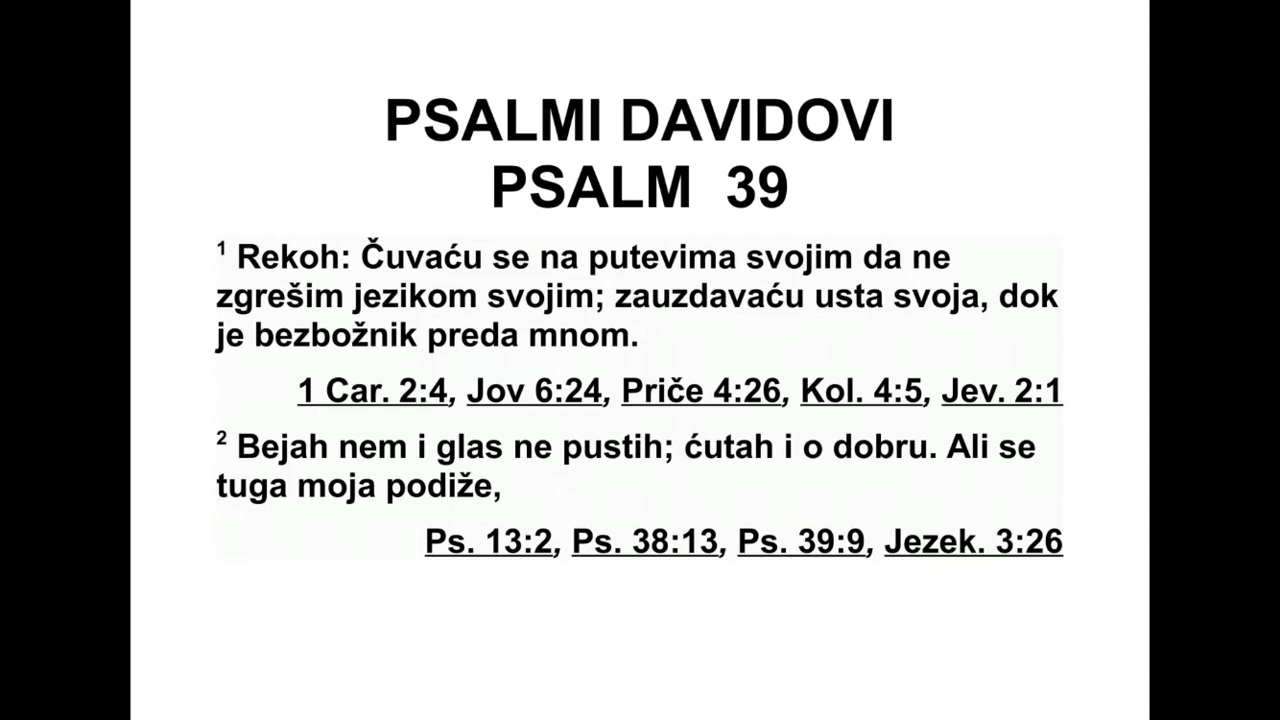 PSALMI DAVIDOVI
PSALM 39
1 Rekoh: Čuvaću se na putevima svojim da ne
zgrešim jezikom svojim; zauzdavaću usta svoja, dok
je bezbožnik preda mnom.
1 Car. 2:4, Jov 6:24, Priče 4:26, Kol. 4:5, Jev. 2:1
2 Bejah nem i glas ne pustih; ćutah i o dobru. Ali se
tuga moja podiže,
Ps. 13:2, Ps. 38:13, Ps. 39:9, Jezek. 3:26